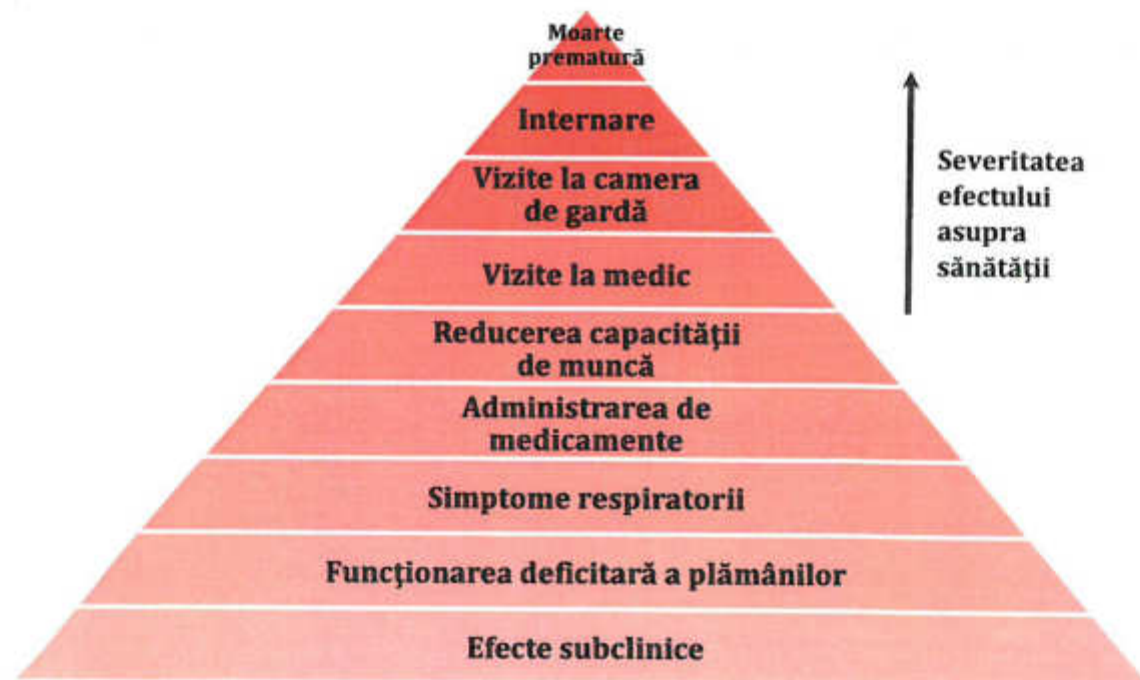 Moarte
prematură
Internare
Vizite la camera
de gardă
Vizite la medic
Reducerea capacităţii
de muncă
Administrarea de
medicamente
Simptome respiratorii
Funcţionarea deficitară a plămânilor
Efecte subclinice
Severitatea
efectului
asupra
sănătăţii